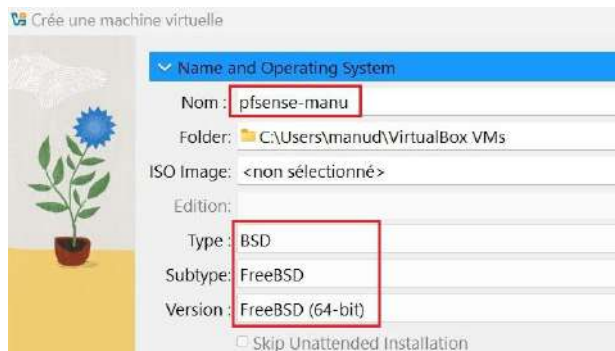 Crée une machine virtuelle
Name and Operating System
Nom : pfsense-manu
Folder: C:\Users\manud\VirtualBox VMs
ISO Image: <non sélectionné>
Edition:
Type : BSD
Subtype: FreeBSD
Version : FreeBSD (64-bit)
Skip Unattended Installation